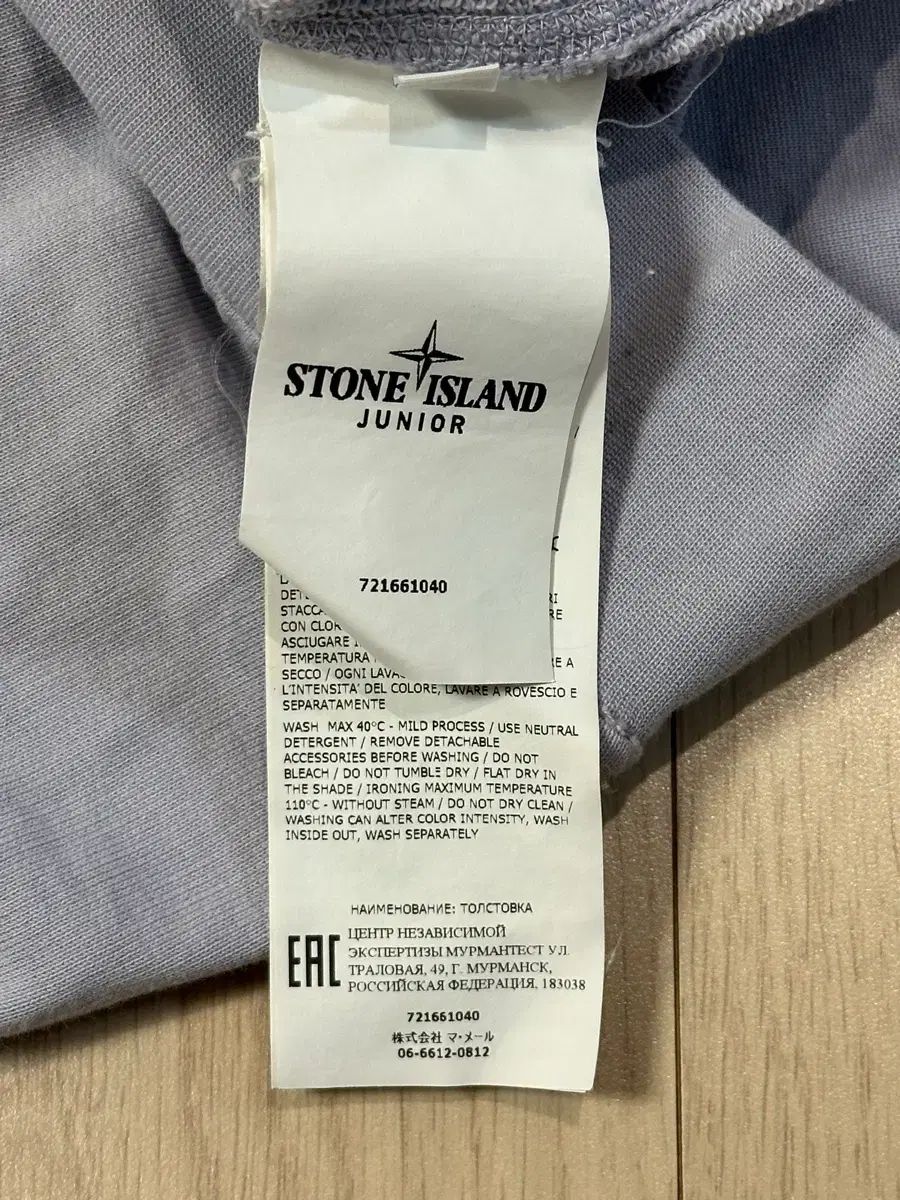 STONE ISLAND
JUNIOR
721661040
STACCA
CON CLOR
ASCIUGARE
TEMPERATURA
SECCO / OGNI
L'INTENSITA' DEL COLORE, LAVARE A ROVESCIO E
SEPARATAMENTE
WASH MAX 40°C - MILD PROCESS / USE NEUTRAL
DETERGENT / REMOVE DETACHABLE
ACCESSORIES BEFORE WASHING / DO NOT
BLEACH / DO NOT TUMBLE DRY / FLAT DRY IN
THE SHADE / IRONING MAXIMUM TEMPERATURE
110°C - WITHOUT STEAM / DO NOT DRY CLEAN /
WASHING CAN ALTER COLOR INTENSITY, WASH
INSIDE OUT, WASH SEPARATELY
НАИМЕНОВАНИЕ: ТОЛСТОВКА
EAC
ЦЕНТР НЕЗАВИСИМОЙ
ЭКСПЕРТИЗЫ МУРМАНТЕСТ УЛ.
ТРАЛОВАЯ, 49, Г. МУРМАНСК,
РОССИЙСКАЯ ФЕДЕРАЦИЯ, 183038
721661040
株式会社 マ・メール
06-6612-0812